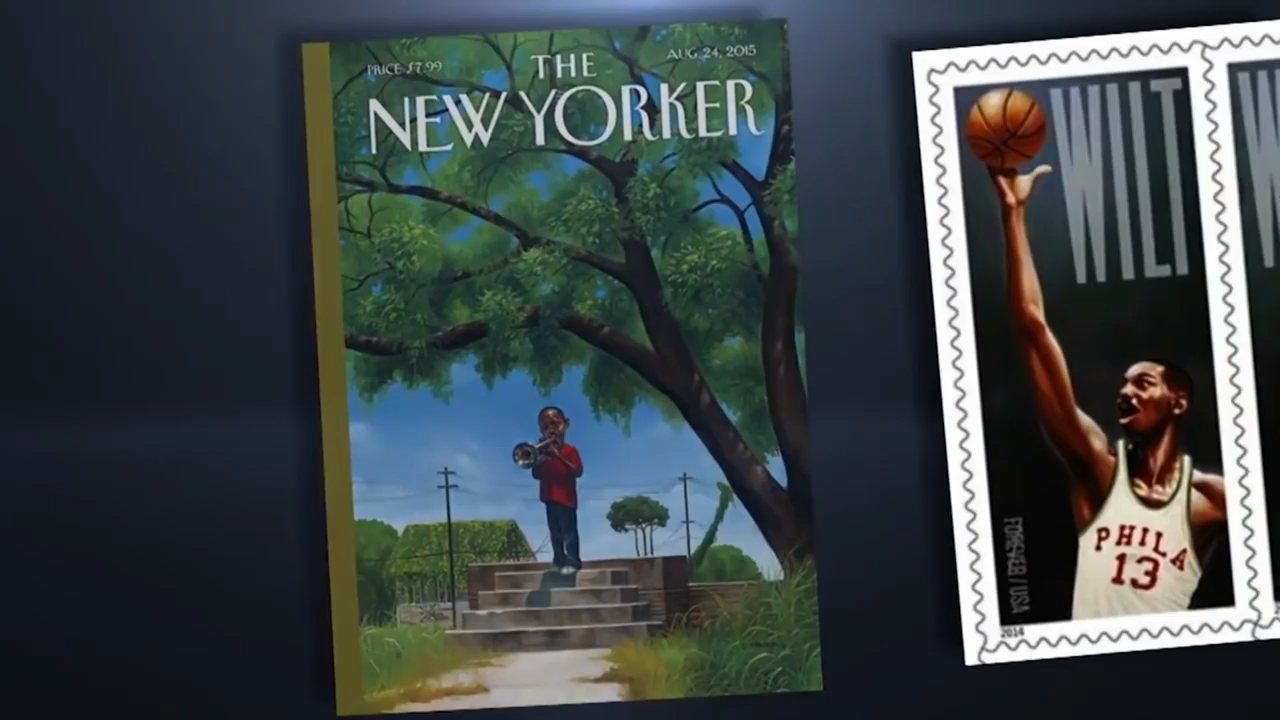 PRICE $7.99
THE
AUG. 24, 2015
NEW YORKER
WILT
PHILA
13
FOREVER / USA
2014
W